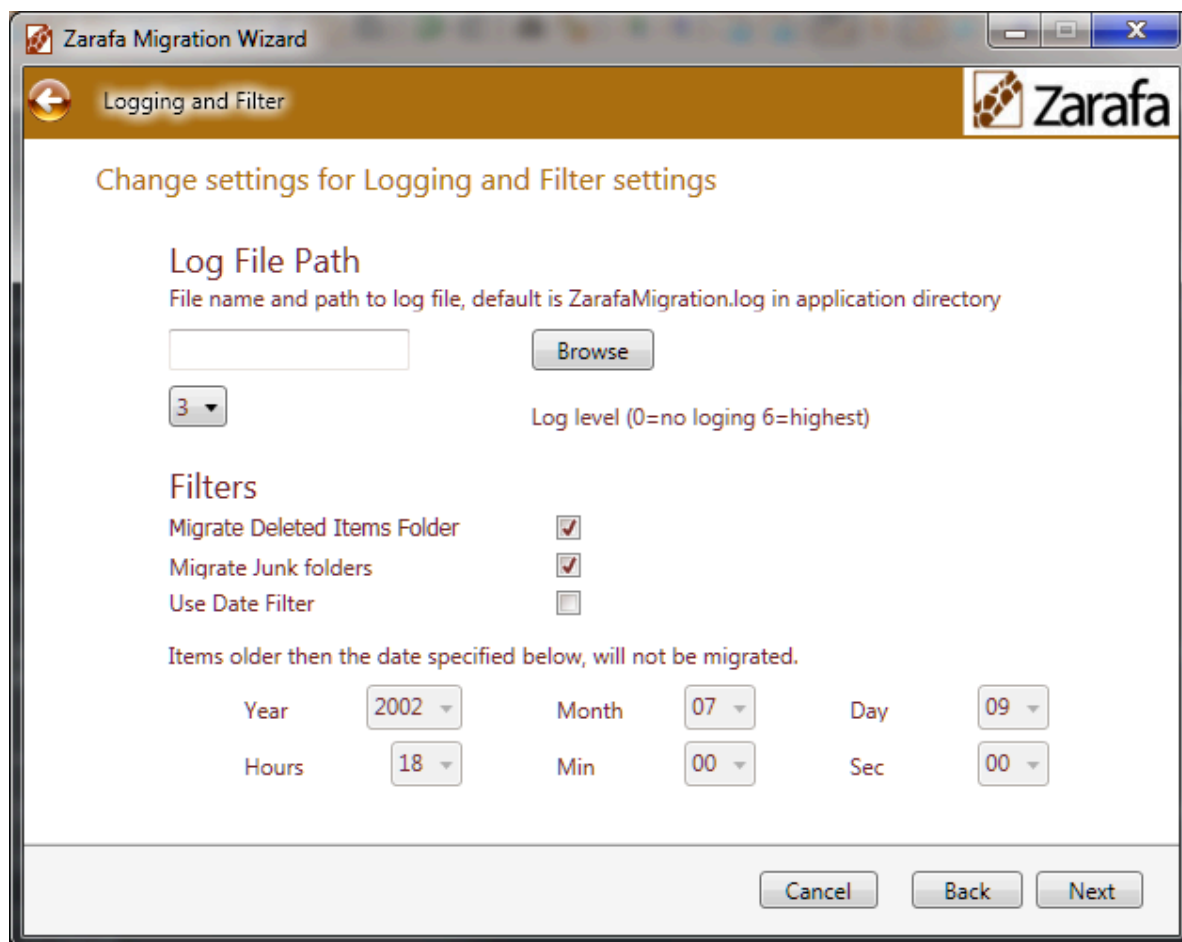 Zarafa Migration Wizard
Logging and Filter
Zarafa
Change settings for Logging and Filter settings
Log File Path
File name and path to log file, default is ZarafaMigration.log in application directory
Browse
3
Log level (0=no loging 6=highest)
Filters
Migrate Deleted Items Folder
Migrate Junk folders
Use Date Filter
Items older then the date specified below, will not be migrated.
Year 2002 Month 07 Day 09
Hours 18 Min 00 Sec 00
Cancel Back Next